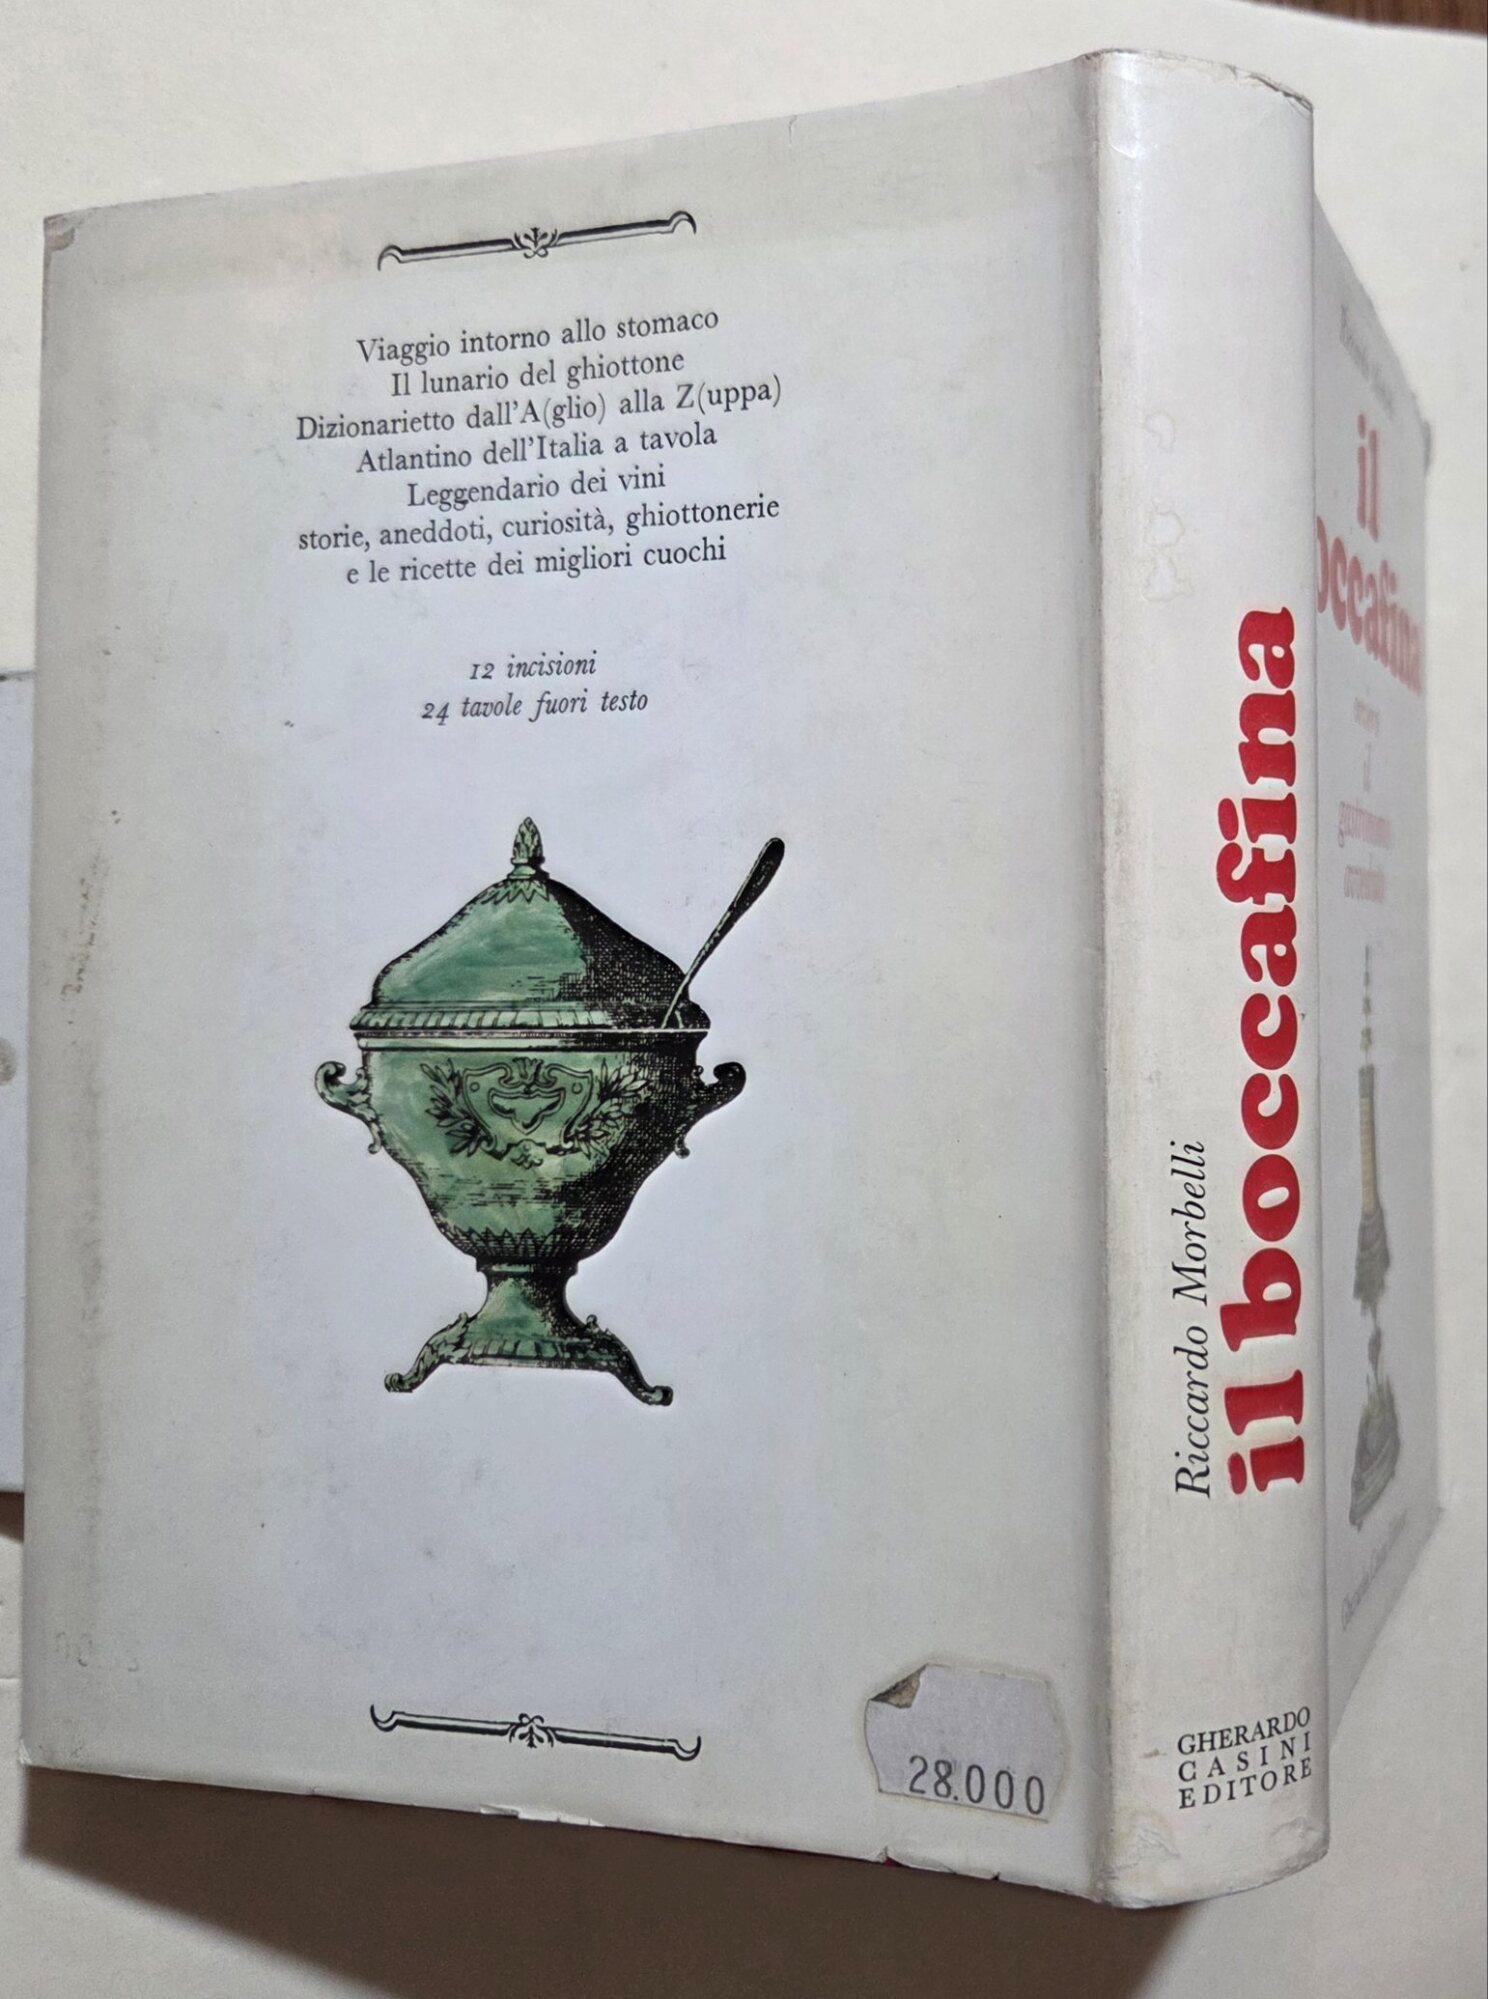 Viaggio intorno allo stomaco
Il lunario del ghiottone
Dizionarietto dall'A(glio) alla Z(uppa)
Atlantino dell'Italia a tavola
Leggendario dei vini
storie, aneddoti, curiosità, ghiottonerie
e le ricette dei migliori cuochi
12 incisioni
24 tavole fuori testo
28.000
Riccardo Morbelli
il boccafina
GHERARDO
CASINI
EDITORE
il